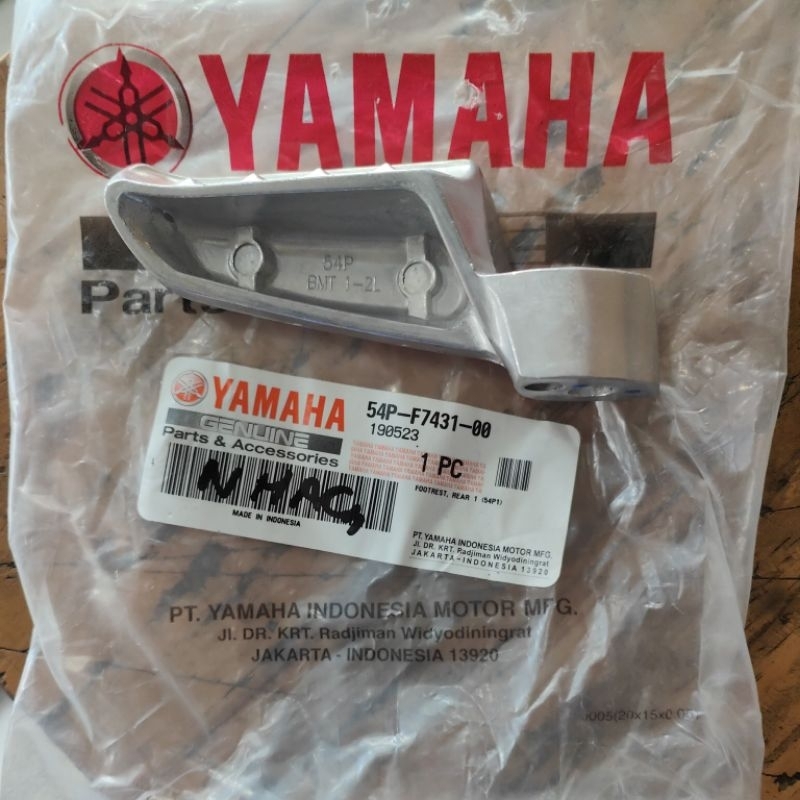 YAMAHA
Parts
54P
BMT 1-2L
YAMAHA
GENUINE
Parts & Accessories
54P-F7431-00
190523
1 PC
FOOTREST, REAR 1 (54P1)
NHAG
MADE IN INDONESIA
PT. YAMAHA INDONESIA MOTOR MFG.
Jl. DR. KRT. Radjiman Widyodiningrat
JAKARTA-INDONESIA 13920
PT. YAMAHA INDONESIA MOTOR MFG.
Jl. DR. KRT. Radjiman Widyodiningrat
JAKARTA - INDONESIA 13920